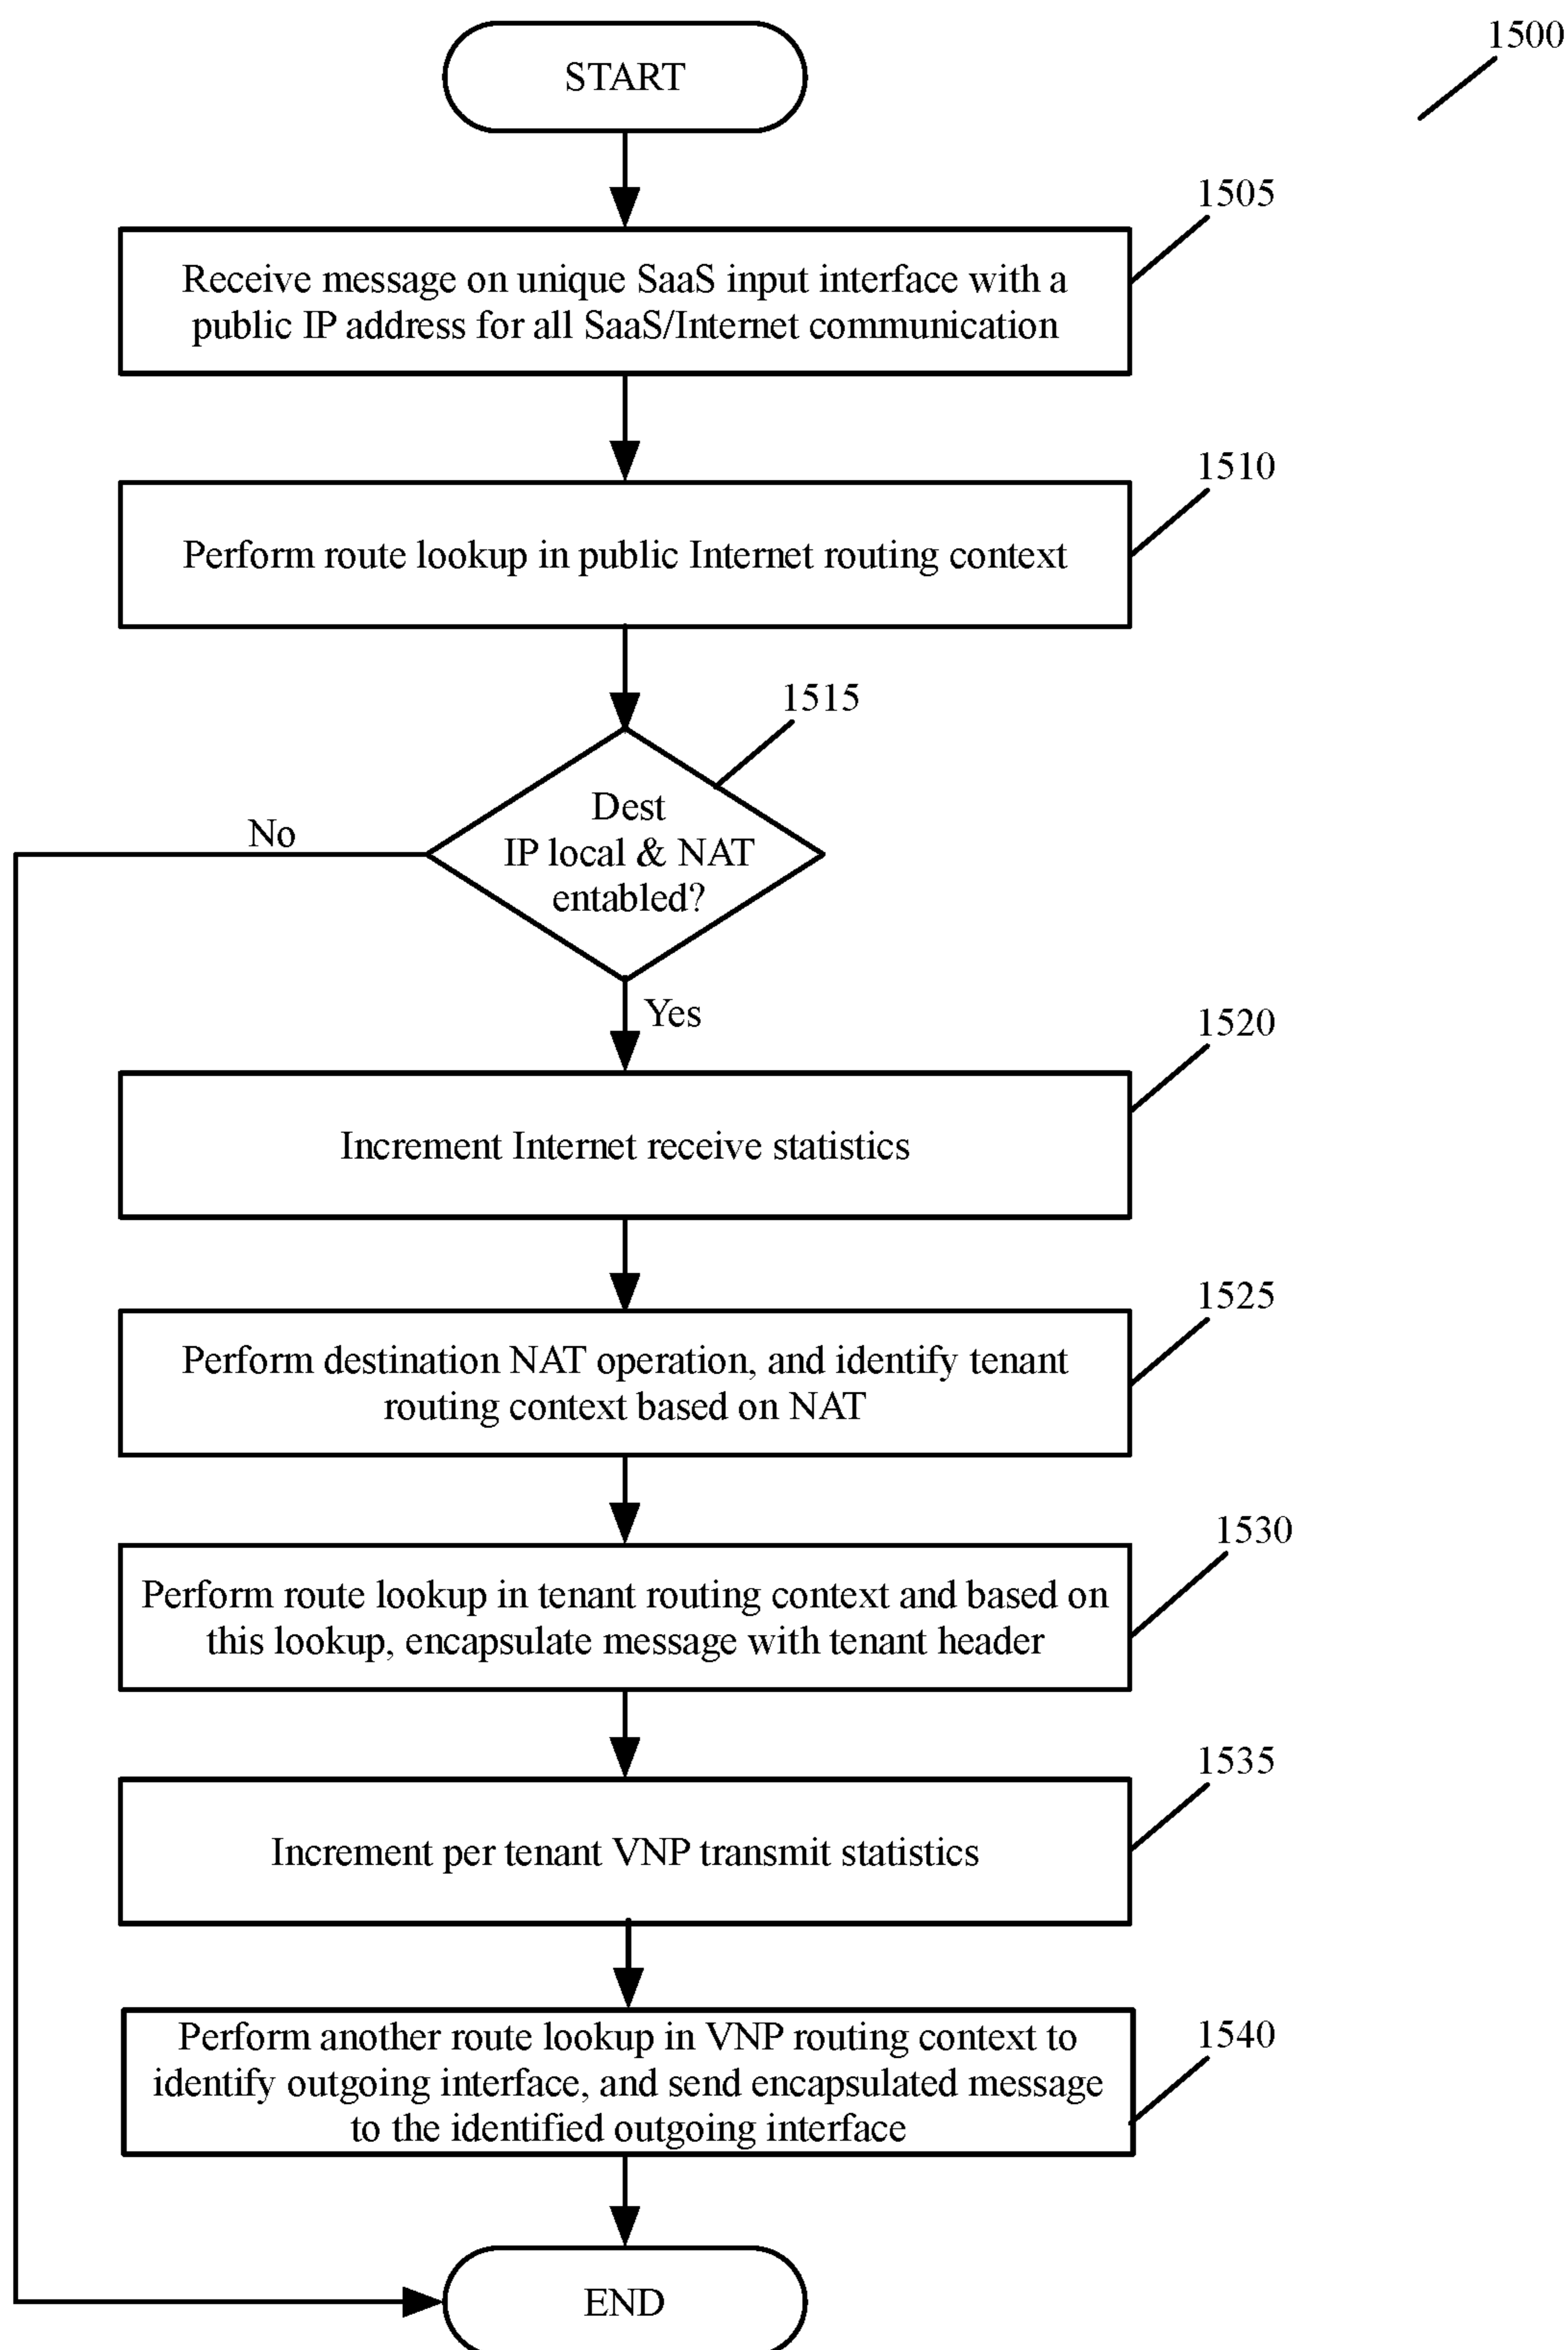 START
1500
1505
Receive message on unique SaaS input interface with a
public IP address for all SaaS/Internet communication
1510
Perform route lookup in public Internet routing context
1515
Dest
IP local & NAT
entabled?
No
Yes
1520
Increment Internet receive statistics
1525
Perform destination NAT operation, and identify tenant
routing context based on NAT
1530
Perform route lookup in tenant routing context and based on
this lookup, encapsulate message with tenant header
1535
Increment per tenant VNP transmit statistics
1540
Perform another route lookup in VNP routing context to
identify outgoing interface, and send encapsulated message
to the identified outgoing interface
END